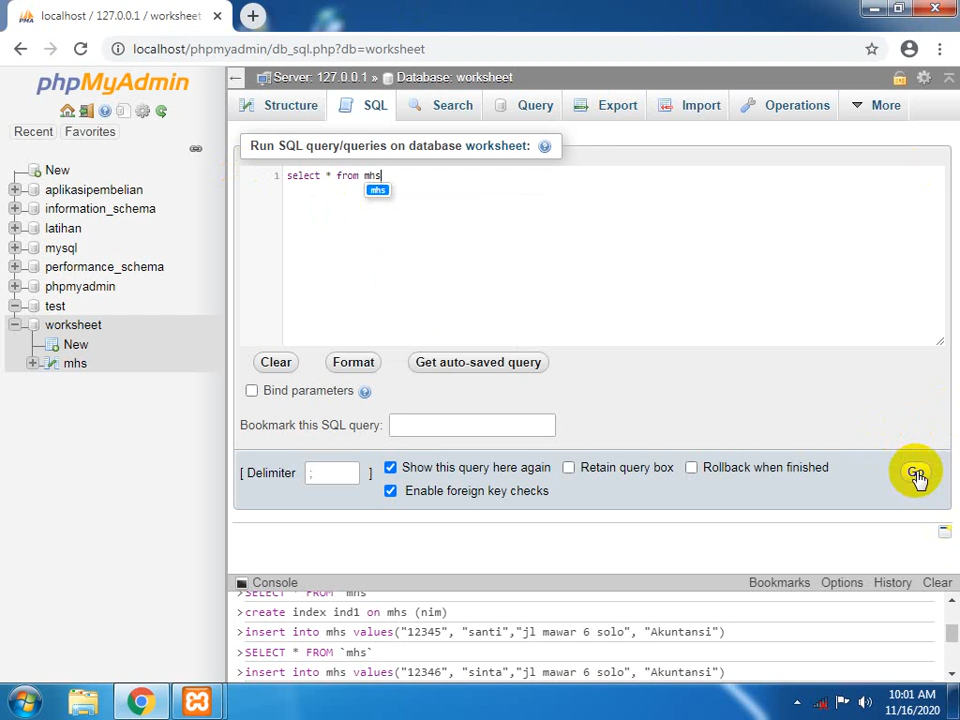 localhost / 127.0.0.1 / worksheet
localhost/phpmyadmin/db_sql.php?db=worksheet
phpMyAdmin
Recent Favorites
New
aplikasipembelian
information_schema
latihan
mysql
performance_schema
phpmyadmin
test
worksheet
New
mhs
Server: 127.0.0.1 » Database: worksheet
Structure SQL Search Query Export Import Operations More
Run SQL query/queries on database worksheet:
1 select * from mhs
mhs
Clear Format Get auto-saved query
Bind parameters
Bookmark this SQL query:
[ Delimiter ; ] Show this query here again Retain query box Rollback when finished Go
Enable foreign key checks
Console Bookmarks Options History Clear
>SELECT * FROM `mhs`
>create index ind1 on mhs (nim)
>insert into mhs values("12345", "santi","jl mawar 6 solo", "Akuntansi")
>SELECT * FROM `mhs`
>insert into mhs values("12346", "sinta","jl mawar 6 solo", "Akuntansi")
10:01 AM
11/16/2020